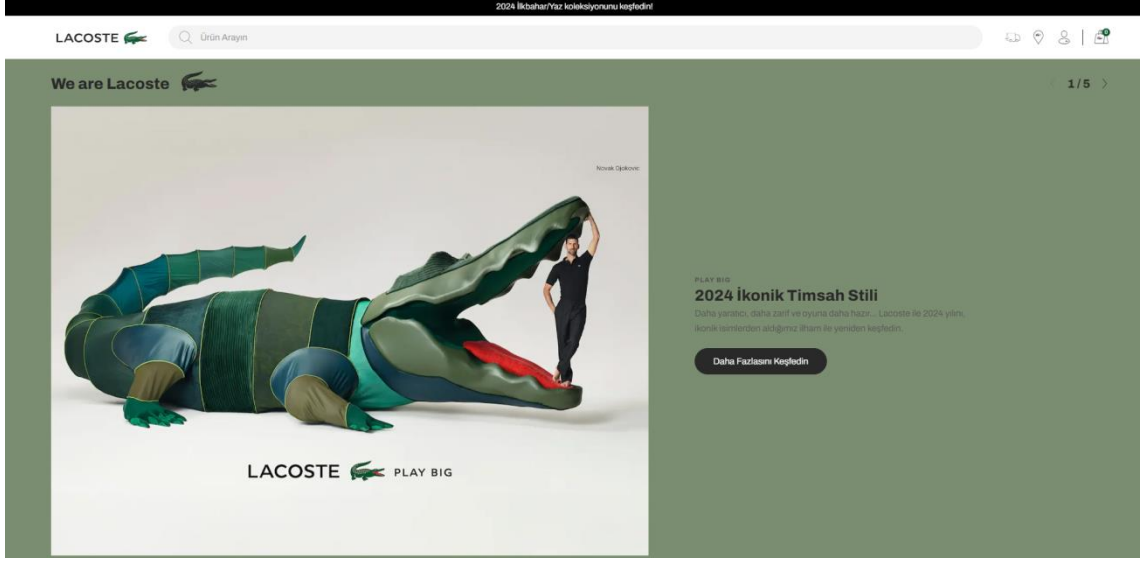 2024 İlkbahar/Yaz koleksiyonunu keşfedin!
LACOSTE
Ürün Arayın
0
We are Lacoste
1/5
Novak Djokovic
PLAY BIG
2024 İkonik Timsah Stili
Daha yaratıcı, daha zarif ve oyuna daha hazır... Lacoste ile 2024 yılını,
ikonik isimlerden aldığımız ilham ile yeniden keşfedin.
Daha Fazlasını Keşfedin
LACOSTE PLAY BIG